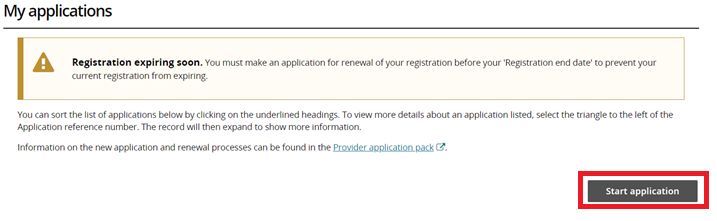 My applications
Registration expiring soon. You must make an application for renewal of your registration before your 'Registration end date' to prevent your
current registration from expiring.
You can sort the list of applications below by clicking on the underlined headings. To view more details about an application listed, select the triangle to the left of the
Application reference number. The record will then expand to show more information.
Information on the new application and renewal processes can be found in the Provider application pack.
Start application